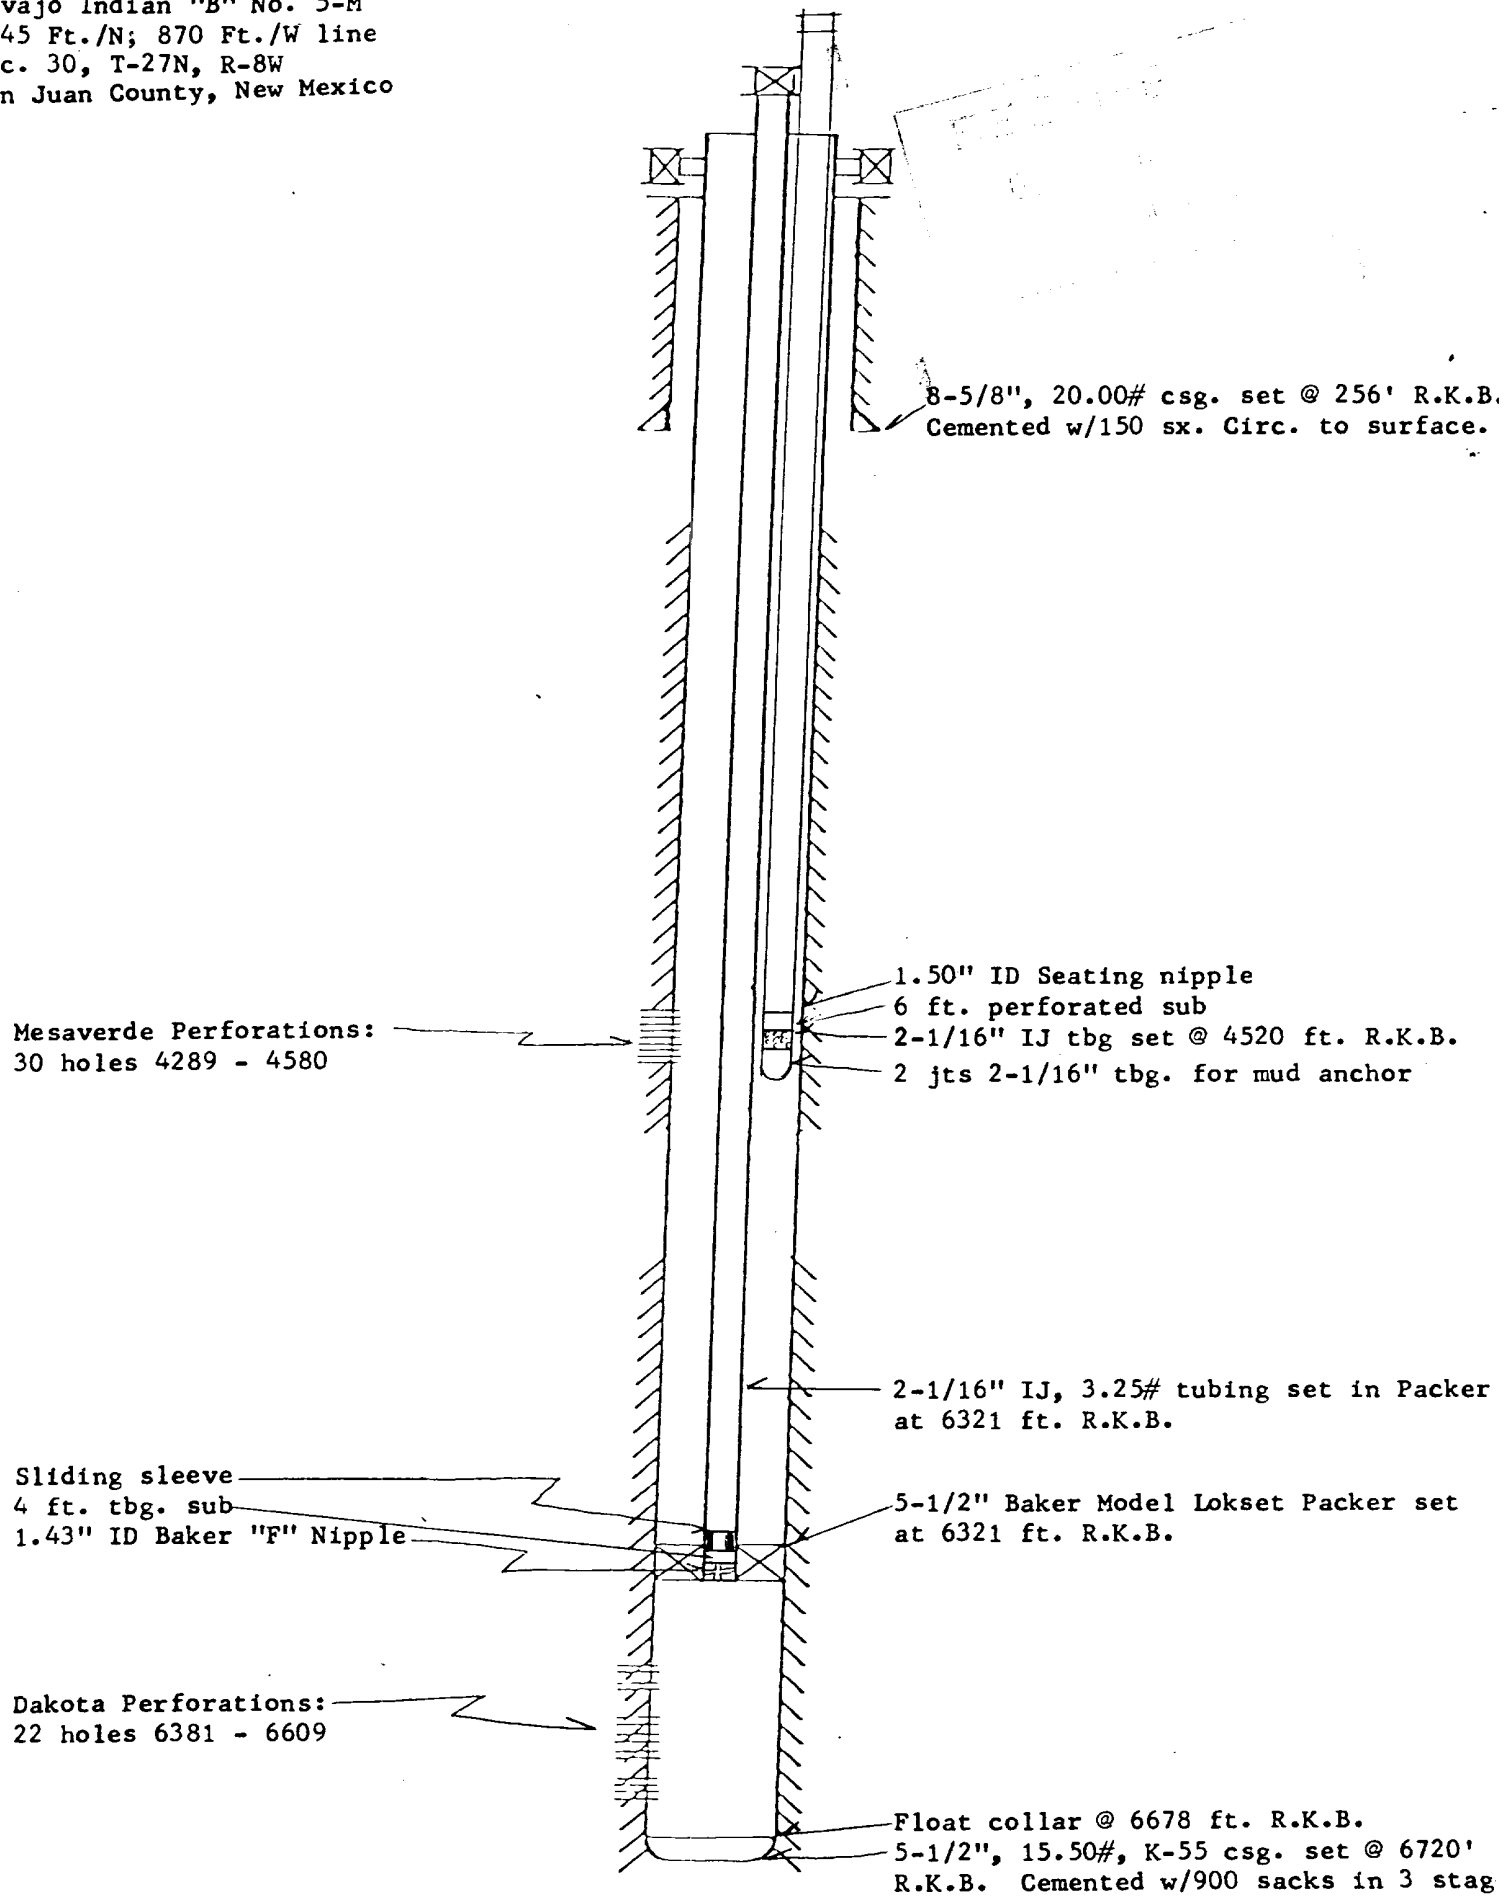 vajo Indian "B" No. 5-M
45 Ft./N; 870 Ft./W line
c. 30, T-27N, R-8W
n Juan County, New Mexico
8-5/8", 20.00# csg. set @ 256' R.K.B.
Cemented w/150 sx. Circ. to surface.
1.50" ID Seating nipple
6 ft. perforated sub
2-1/16" IJ tbg set @ 4520 ft. R.K.B.
2 jts 2-1/16" tbg. for mud anchor
Mesaverde Perforations:
30 holes 4289 - 4580
2-1/16" IJ, 3.25# tubing set in Packer
at 6321 ft. R.K.B.
Sliding sleeve
4 ft. tbg. sub
1.43" ID Baker "F" Nipple
5-1/2" Baker Model Lokset Packer set
at 6321 ft. R.K.B.
Dakota Perforations:
22 holes 6381 - 6609
Float collar @ 6678 ft. R.K.B.
5-1/2", 15.50#, K-55 csg. set @ 6720'
R.K.B. Cemented w/900 sacks in 3 stag